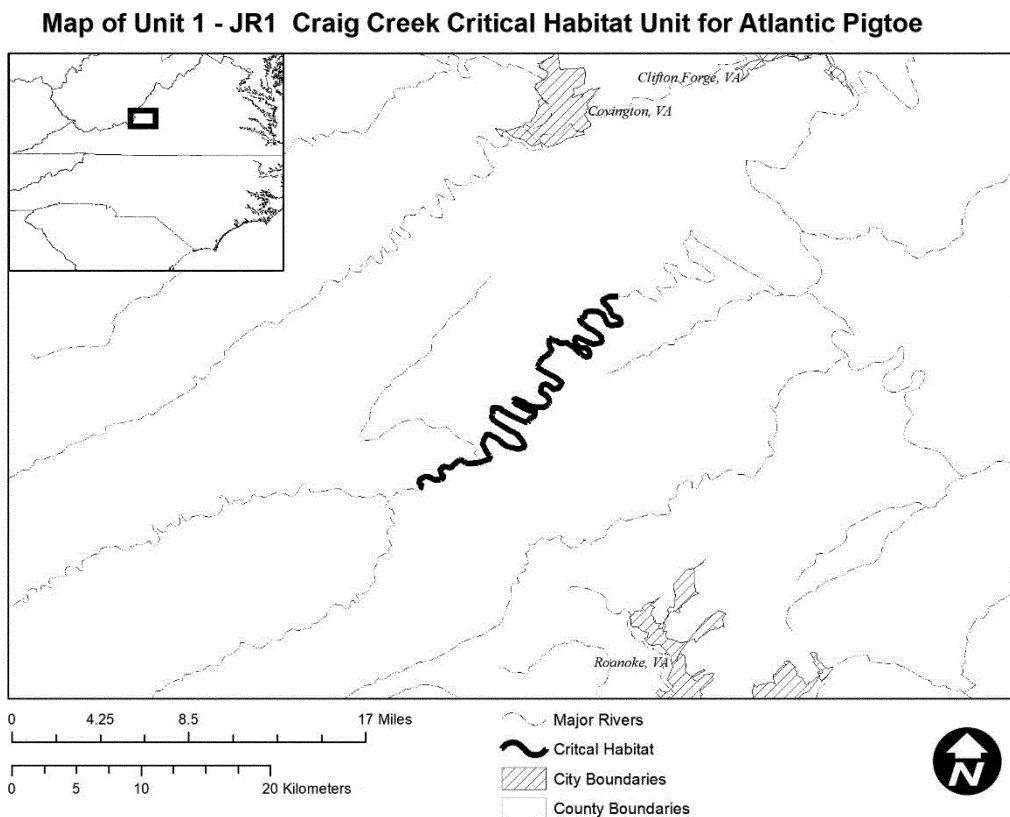 Map of Unit 1 - JR1  Craig Creek Critical Habitat Unit for Atlantic Pigtoe
Clifton Forge, VA
Covington, VA
Roanoke, VA
0 4.25 8.5 17 Miles
0 5 10 20 Kilometers
Major Rivers
Critcal Habitat
City Boundaries
County Boundaries
N